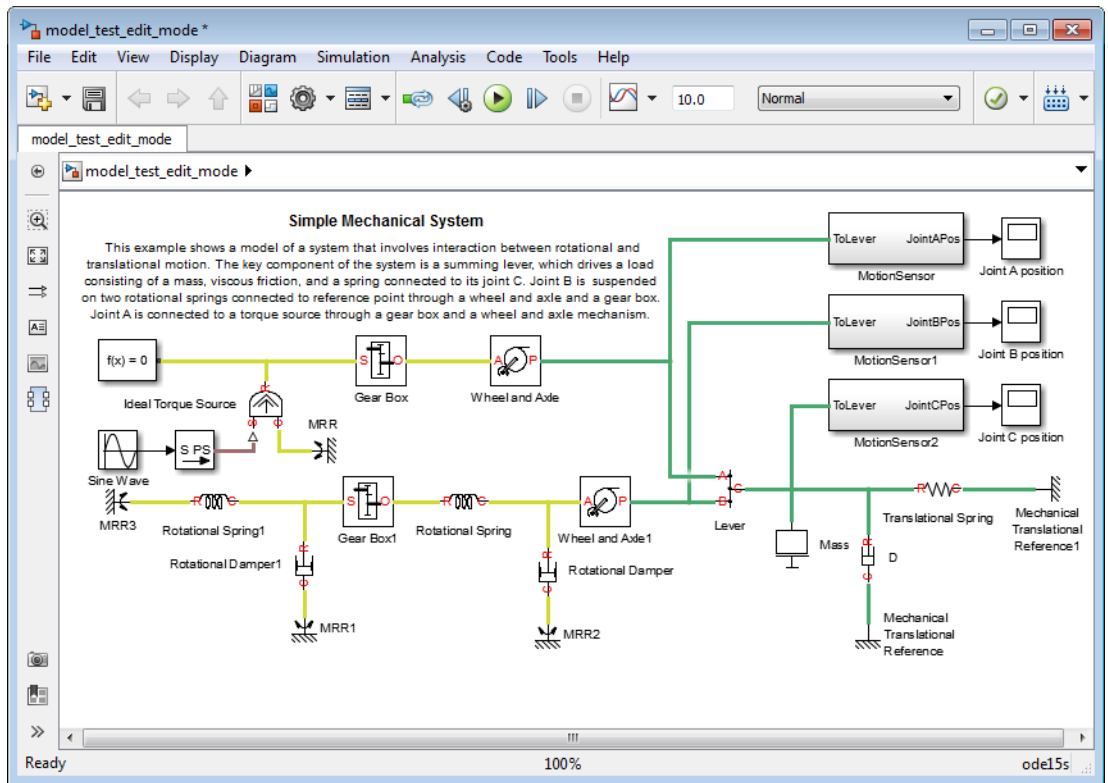 model_test_edit_mode *
File Edit View Display Diagram Simulation Analysis Code Tools Help
10.0 Normal
model_test_edit_mode
model_test_edit_mode
Simple Mechanical System
This example shows a model of a system that involves interaction between rotational and
translational motion. The key component of the system is a summing lever, which drives a load
consisting of a mass, viscous friction, and a spring connected to its joint C. Joint B is suspended
on two rotational springs connected to reference point through a wheel and axle and a gear box.
Joint A is connected to a torque source through a gear box and a wheel and axle mechanism.
ToLever JointAPos
MotionSensor
Joint A position
ToLever JointBPos
MotionSensor1
Joint B position
ToLever JointCPos
MotionSensor2
Joint C position
f(x) = 0
S O
Gear Box
A P
Wheel and Axle
Ideal Torque Source
R
S C
MRR
Sine Wave
S PS
MRR3
R C
Rotational Spring1
S O
Gear Box1
R C
Rotational Spring
A P
Wheel and Axle1
A
B
C
Lever
R C
Translational Spring
Mechanical
Translational
Reference1
Mass
R
D
C
Rotational Damper1
R
C
Rotational Damper
R
C
MRR1
MRR2
Mechanical
Translational
Reference
Ready 100% ode15s